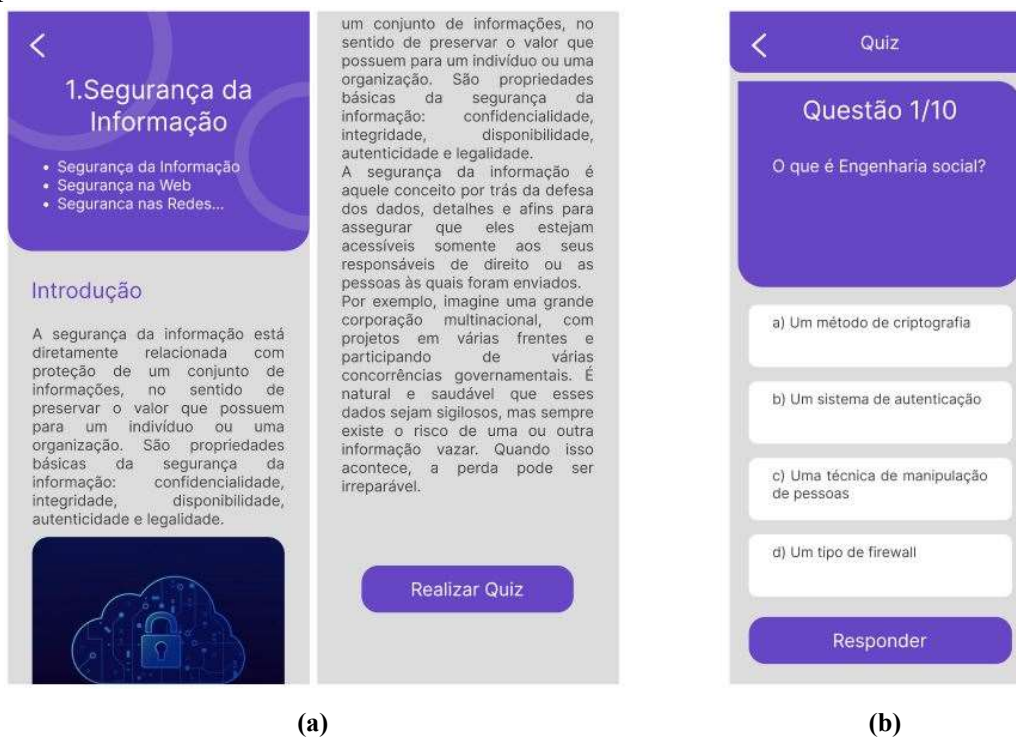 1.Segurança da
Informação
• Segurança da Informação
• Segurança na Web
• Seguranca nas Redes...
Introdução
A segurança da informação está
diretamente relacionada com
proteção de um conjunto de
informações, no sentido de
preservar o valor que possuem
para um indivíduo ou uma
organização. São propriedades
básicas da segurança da
informação: confidencialidade,
integridade, disponibilidade,
autenticidade e legalidade.
um conjunto de informações, no
sentido de preservar o valor que
possuem para um indivíduo ou uma
organização. São propriedades
básicas da segurança da
informação: confidencialidade,
integridade, disponibilidade,
autenticidade e legalidade.
A segurança da informação é
aquele conceito por trás da defesa
dos dados, detalhes e afins para
assegurar que eles estejam
acessíveis somente aos seus
responsáveis de direito ou as
pessoas às quais foram enviados.
Por exemplo, imagine uma grande
corporação multinacional, com
projetos em várias frentes e
participando de várias
concorrências governamentais. É
natural e saudável que esses
dados sejam sigilosos, mas sempre
existe o risco de uma ou outra
informação vazar. Quando isso
acontece, a perda pode ser
irreparável.
Realizar Quiz
(a)
Quiz
Questão 1/10
O que é Engenharia social?
a) Um método de criptografia
b) Um sistema de autenticação
c) Uma técnica de manipulação
de pessoas
d) Um tipo de firewall
Responder
(b)